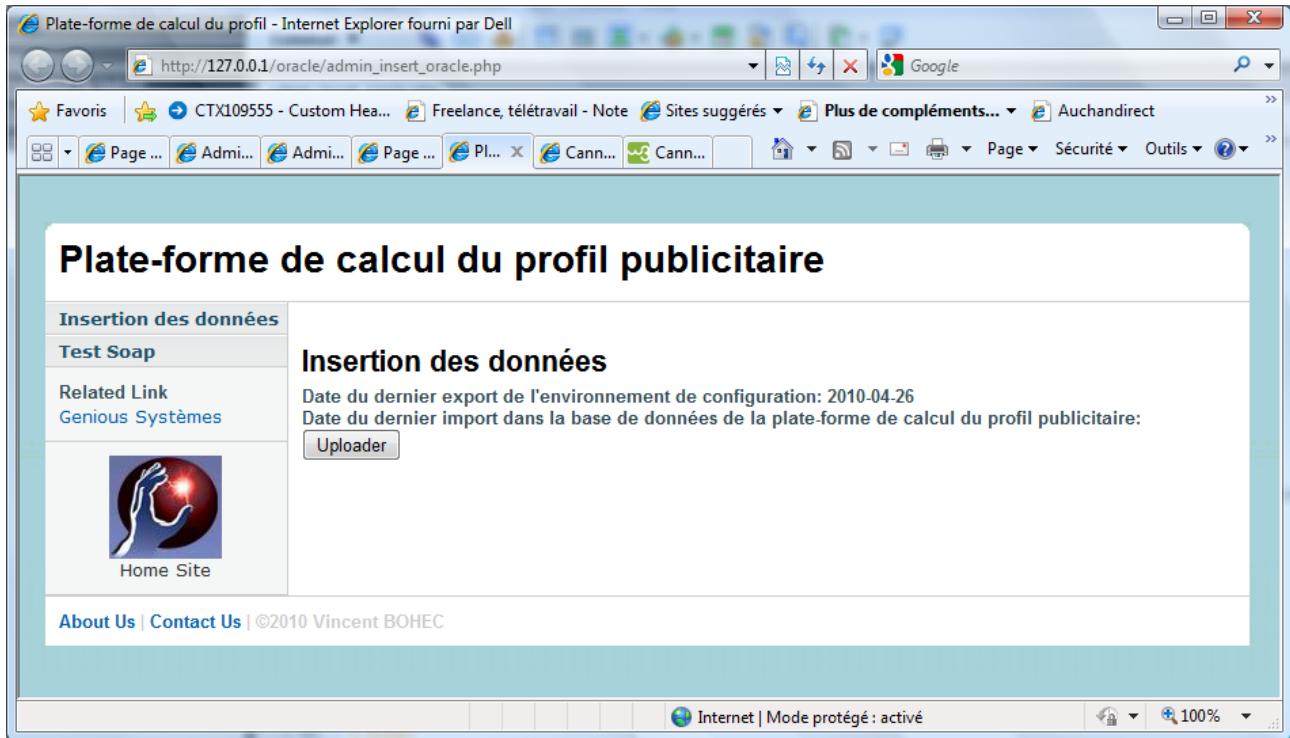 Plate-forme de calcul du profil - Internet Explorer fourni par Dell
http://127.0.0.1/oracle/admin_insert_oracle.php
Google
Favoris
CTX109555 - Custom Hea...
Freelance, télétravail - Note
Sites suggérés
Plus de compléments...
Auchandirect
Page ...
Admi...
Admi...
Page ...
Pl...
Cann...
Cann...
Page
Sécurité
Outils
Plate-forme de calcul du profil publicitaire
Insertion des données
Test Soap
Related Link
Genious Systèmes
Home Site
Insertion des données
Date du dernier export de l'environnement de configuration: 2010-04-26
Date du dernier import dans la base de données de la plate-forme de calcul du profil publicitaire:
Uploader
About Us | Contact Us | ©2010 Vincent BOHEC
Internet | Mode protégé : activé
100%